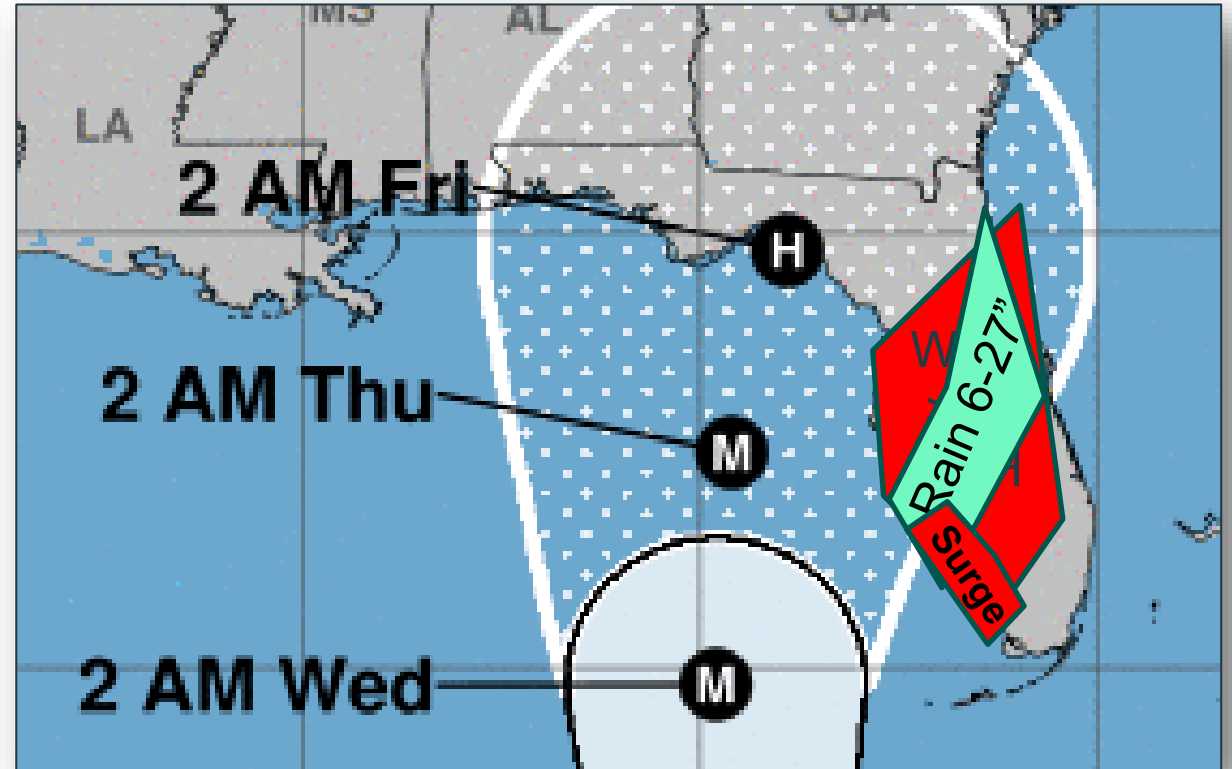 MS
AL
GA
LA
2 AM Fri
H
2 AM Thu
M
W
Rain 6-27”
Surge
2 AM Wed
M